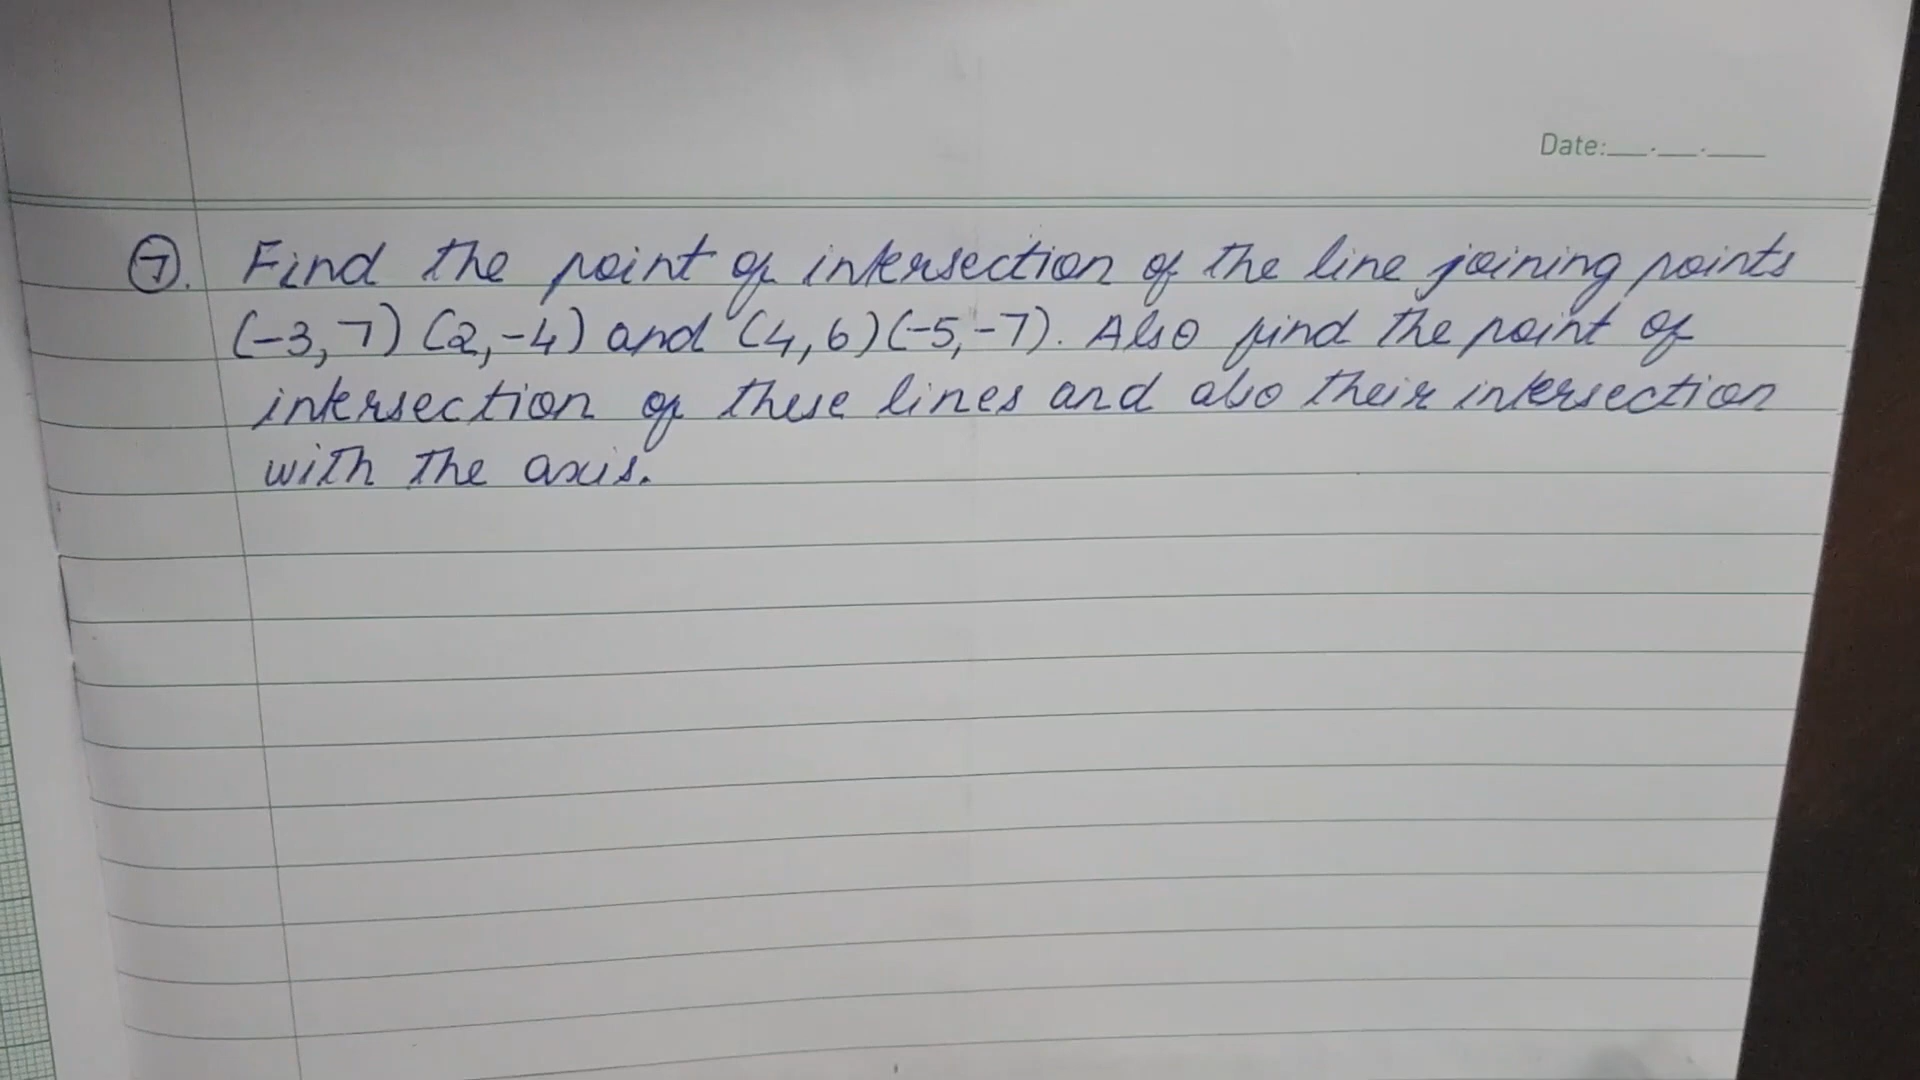 Date:__.__.__
7. Find the point of intersection of the line joining points
(-3,7) (2,-4) and (4,6) (-5,-7). Also find the point of
intersection of these lines and also their intersection
with the axis.